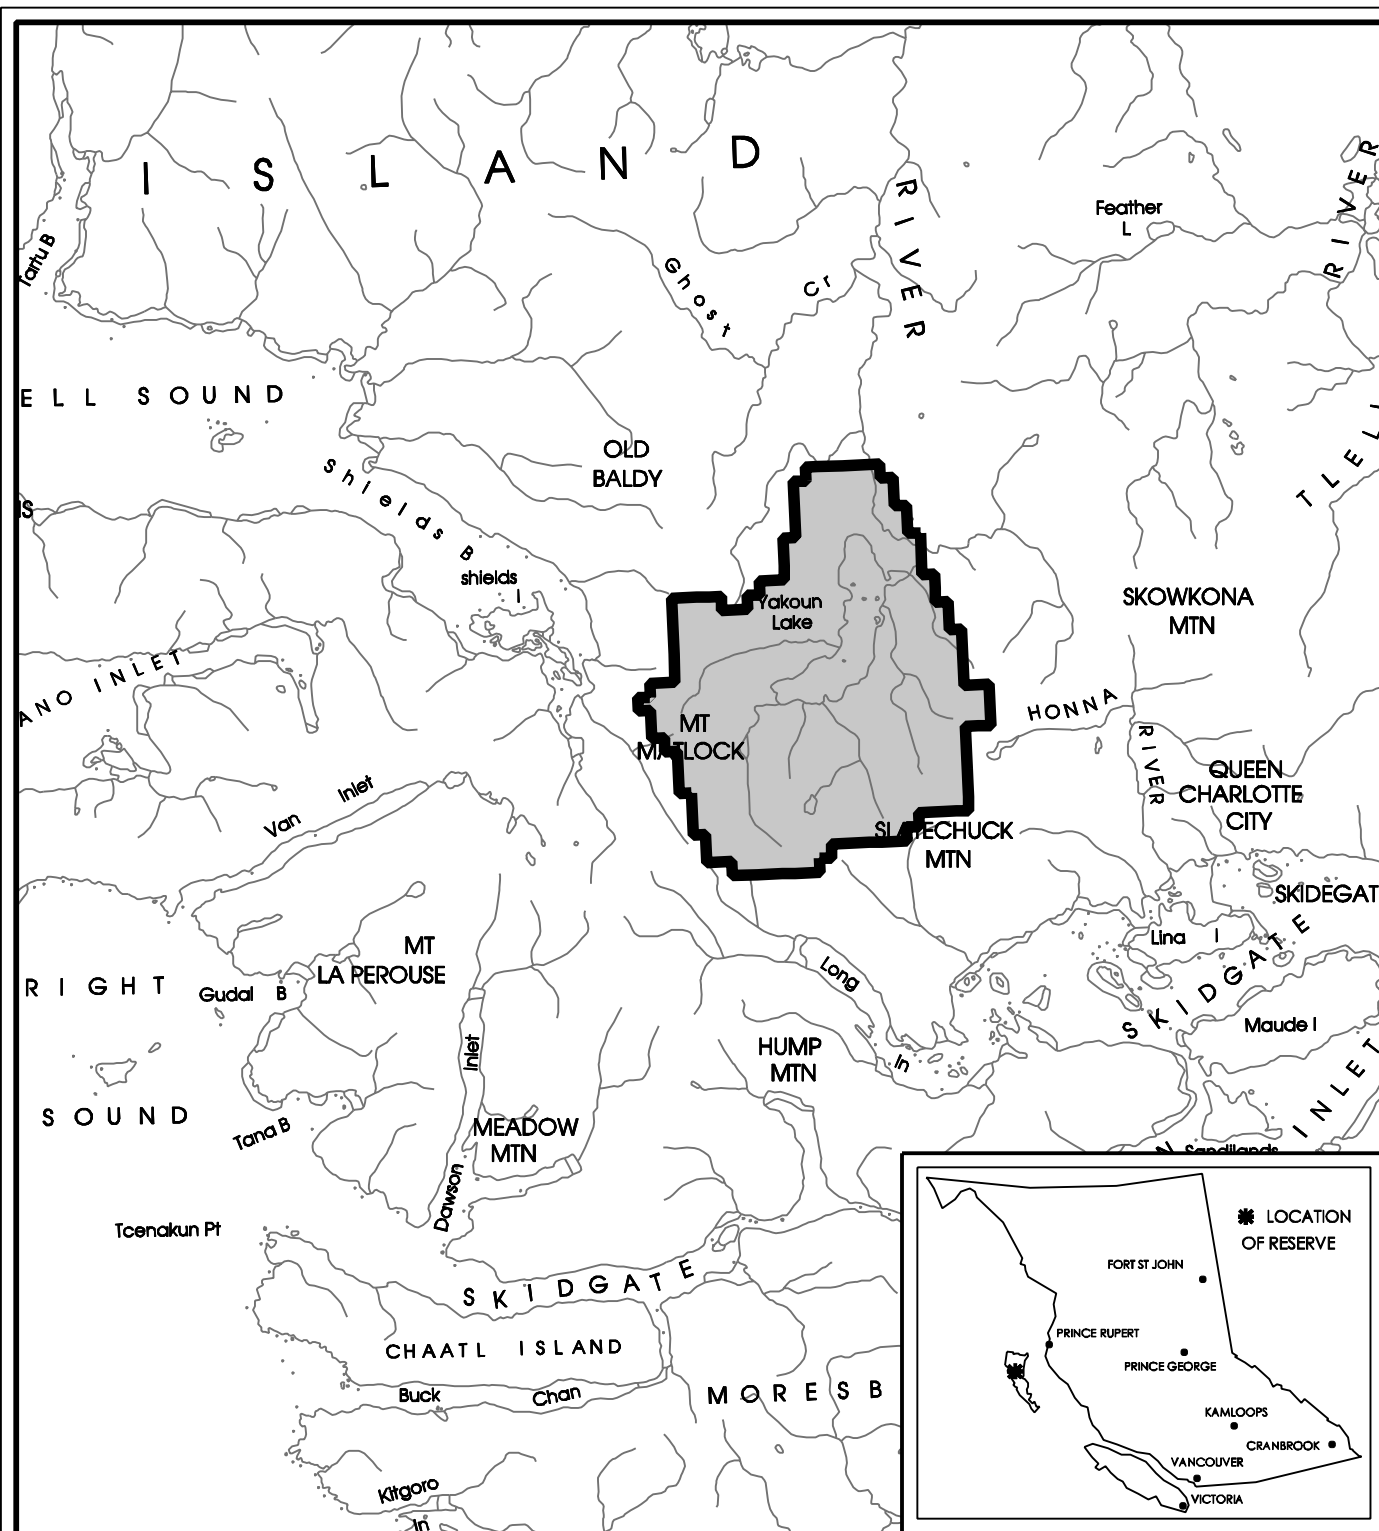 ISLAND
RIVER
RIVER
Feather
L
Tartu B
Ghost Cr
ELL SOUND
TLELL
OLD
BALDY
Shields B
shields
I
IS
Yakoun
Lake
SKOWKONA
MTN
ANO INLET
MT
MATLOCK
HONNA
RIVER
QUEEN
CHARLOTTE
CITY
Van Inlet
SLATECHUCK
MTN
SKIDEGAT
Lina I
MT
LA PEROUSE
Long
In
RIGHT
Gudal B
SKIDGATE
Maude I
INLET
HUMP
MTN
Inlet
SOUND
Tana B
MEADOW
MTN
N
Sandilands
Dawson
Tcenakun Pt
SKIDGATE
CHAATL ISLAND
Buck Chan
MORESB
Kitgoro
In
LOCATION
OF RESERVE
FORT ST JOHN
PRINCE RUPERT
PRINCE GEORGE
KAMLOOPS
CRANBROOK
VANCOUVER
VICTORIA